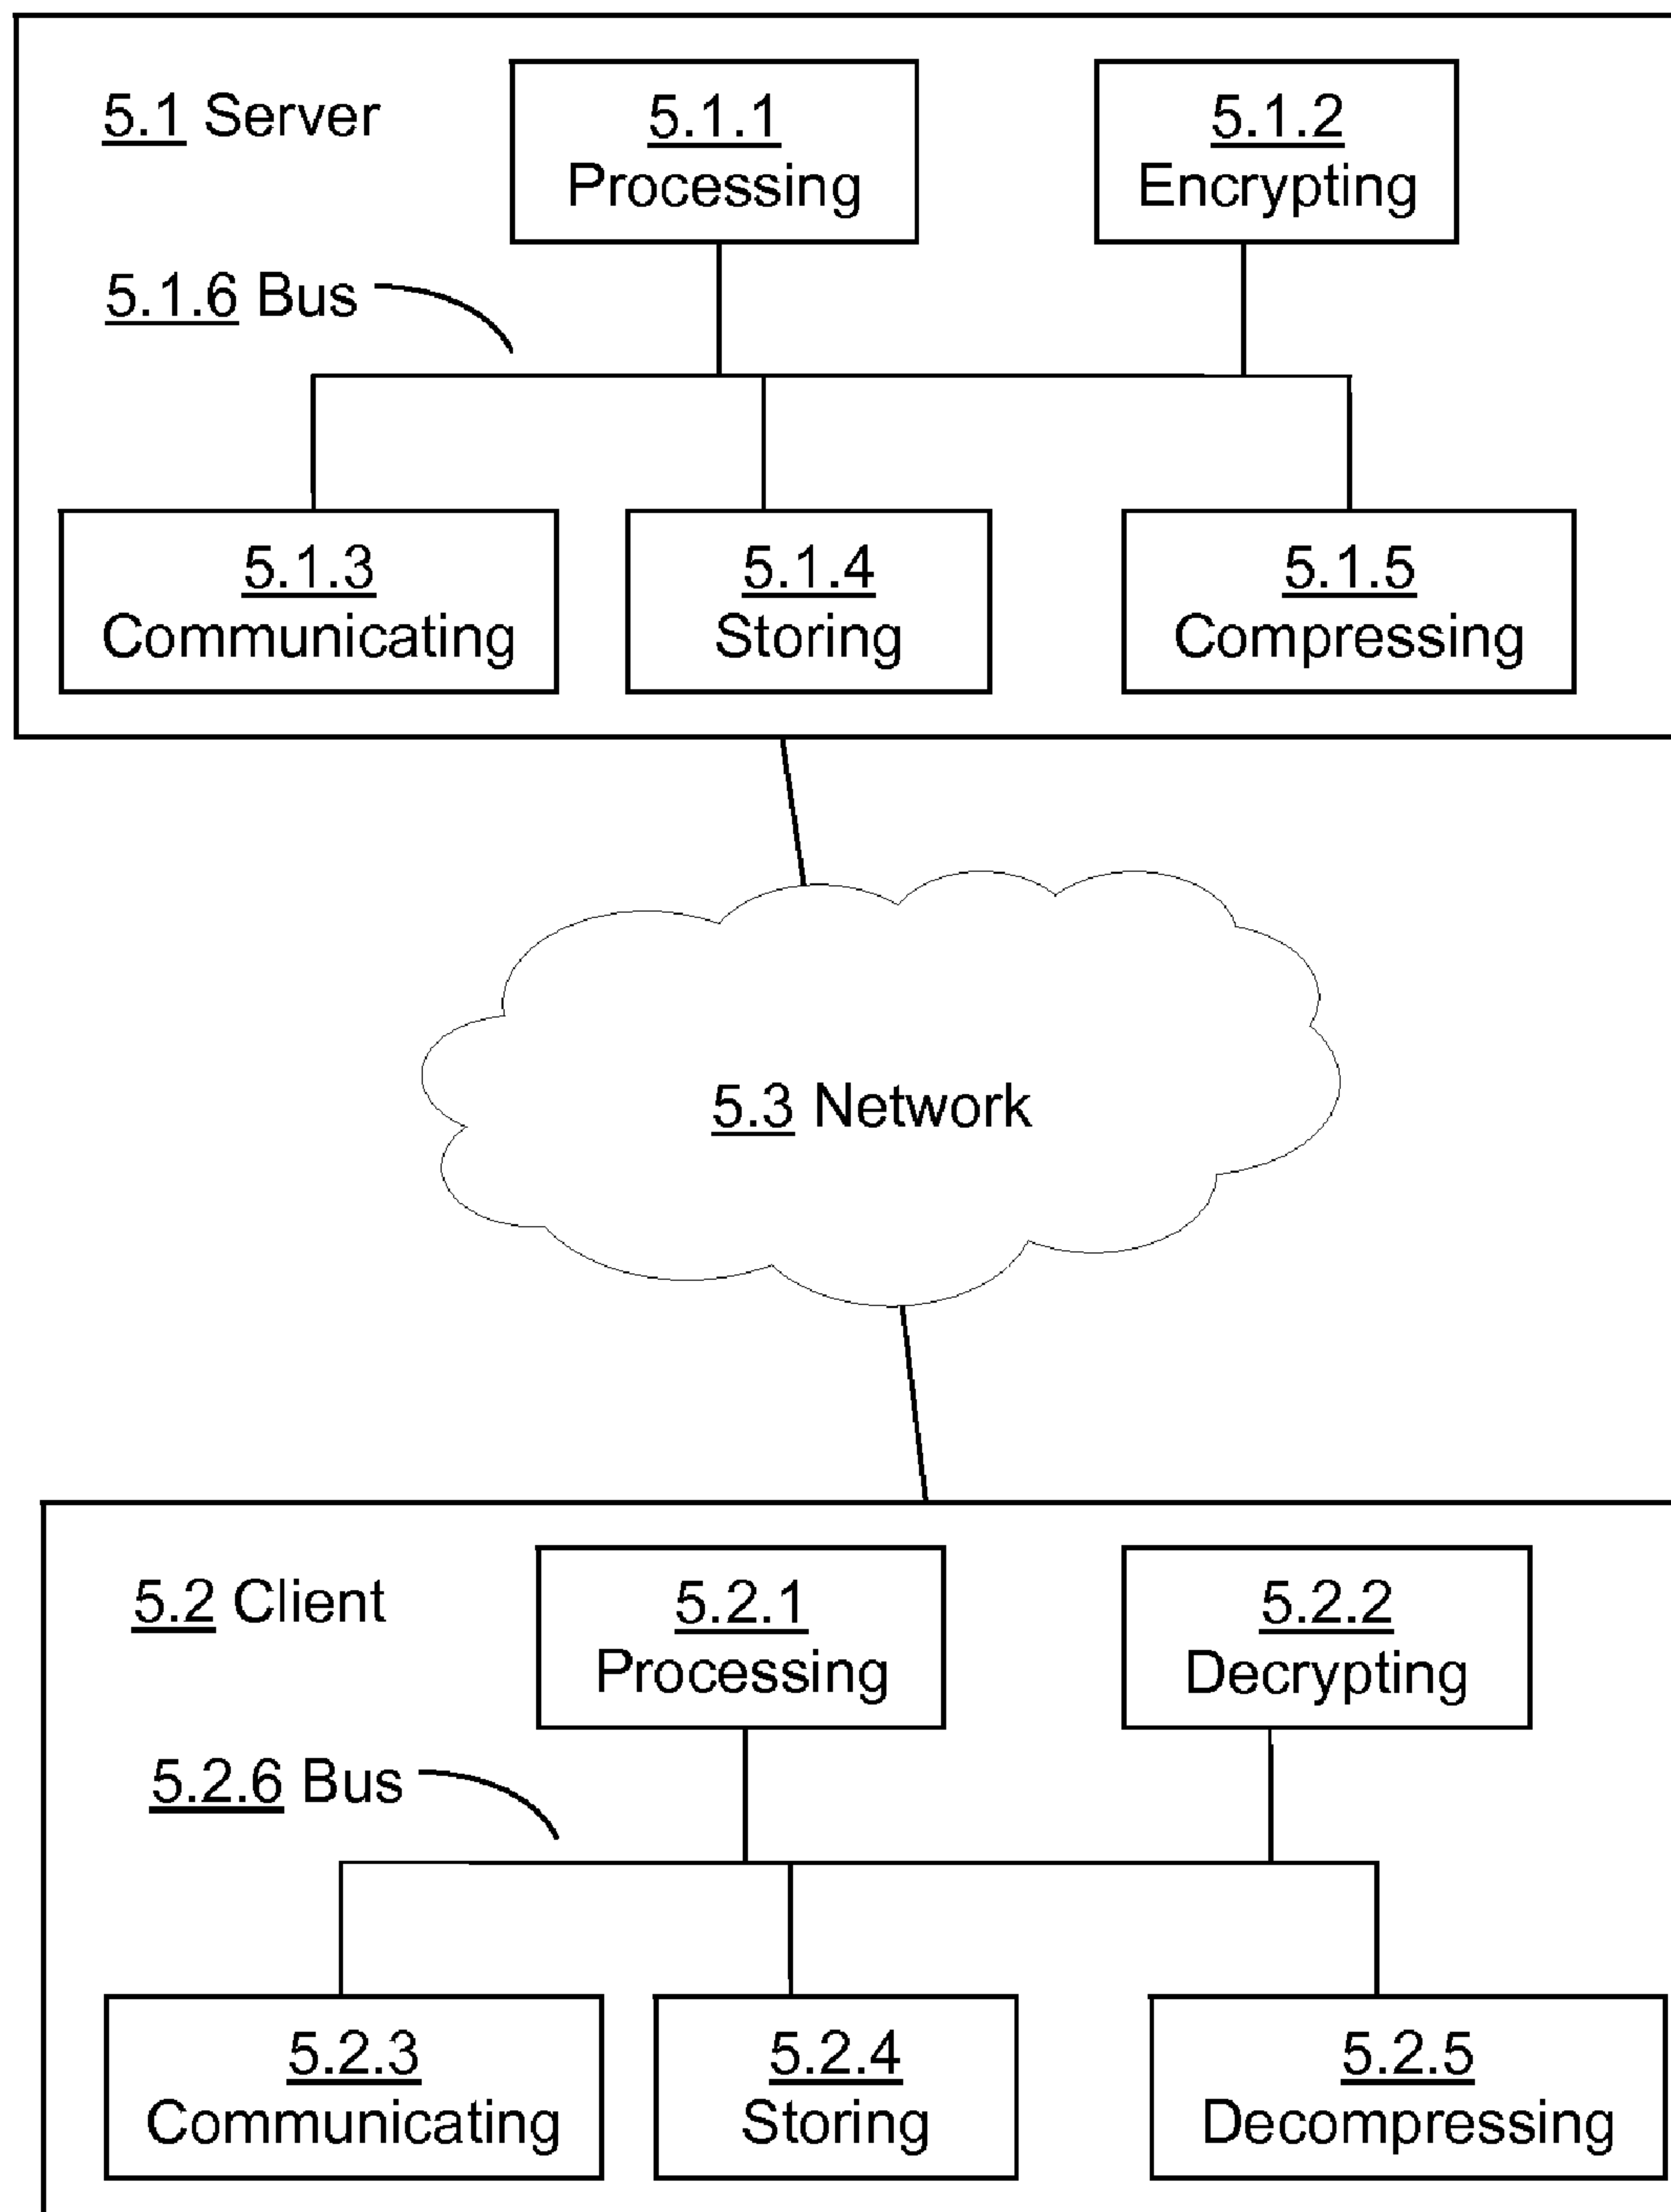 5.1 Server
5.1.1
Processing
5.1.2
Encrypting
5.1.6 Bus
5.1.3
Communicating
5.1.4
Storing
5.1.5
Compressing
5.3 Network
5.2 Client
5.2.1
Processing
5.2.2
Decrypting
5.2.6 Bus
5.2.3
Communicating
5.2.4
Storing
5.2.5
Decompressing